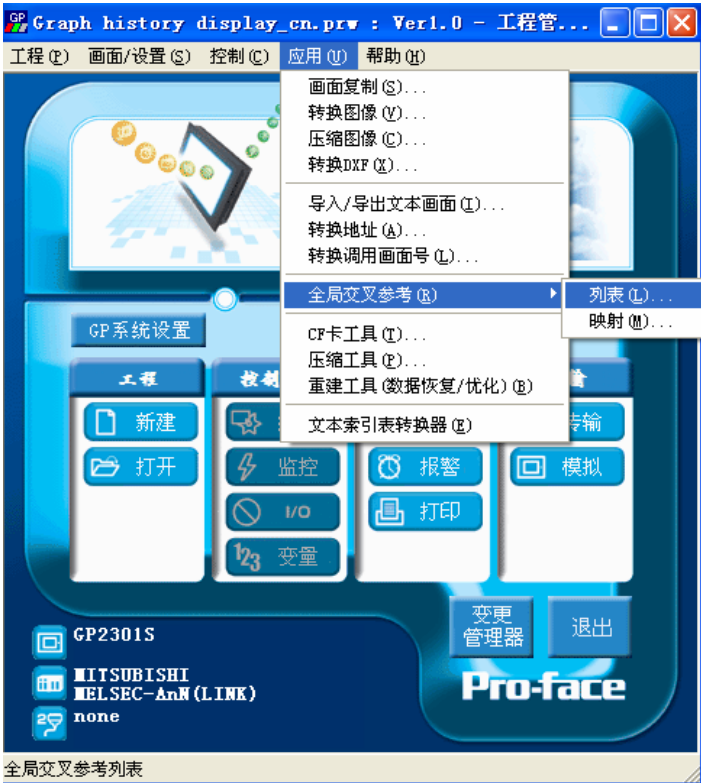 Graph history display_cn.prw : Ver1.0 - 工程管...
工程(P) 画面/设置(S) 控制(C) 应用(U) 帮助(H)
画面复制(S)...
转换图像(V)...
压缩图像(C)...
转换DXF(X)...
导入/导出文本画面(I)...
转换地址(A)...
转换调用画面号(L)...
全局交叉参考(R)
列表(L)...
映射(M)...
CF卡工具(T)...
压缩工具(P)...
重建工具(数据恢复/优化)(B)
文本索引表转换器(E)
GP系统设置
工程
新建
打开
监控
I/O
123 变量
报警
打印
传输
模拟
变更
管理器
退出
GP2301S
MITSUBISHI
MELSEC-AnN(LINK)
none
Pro-face
全局交叉参考列表